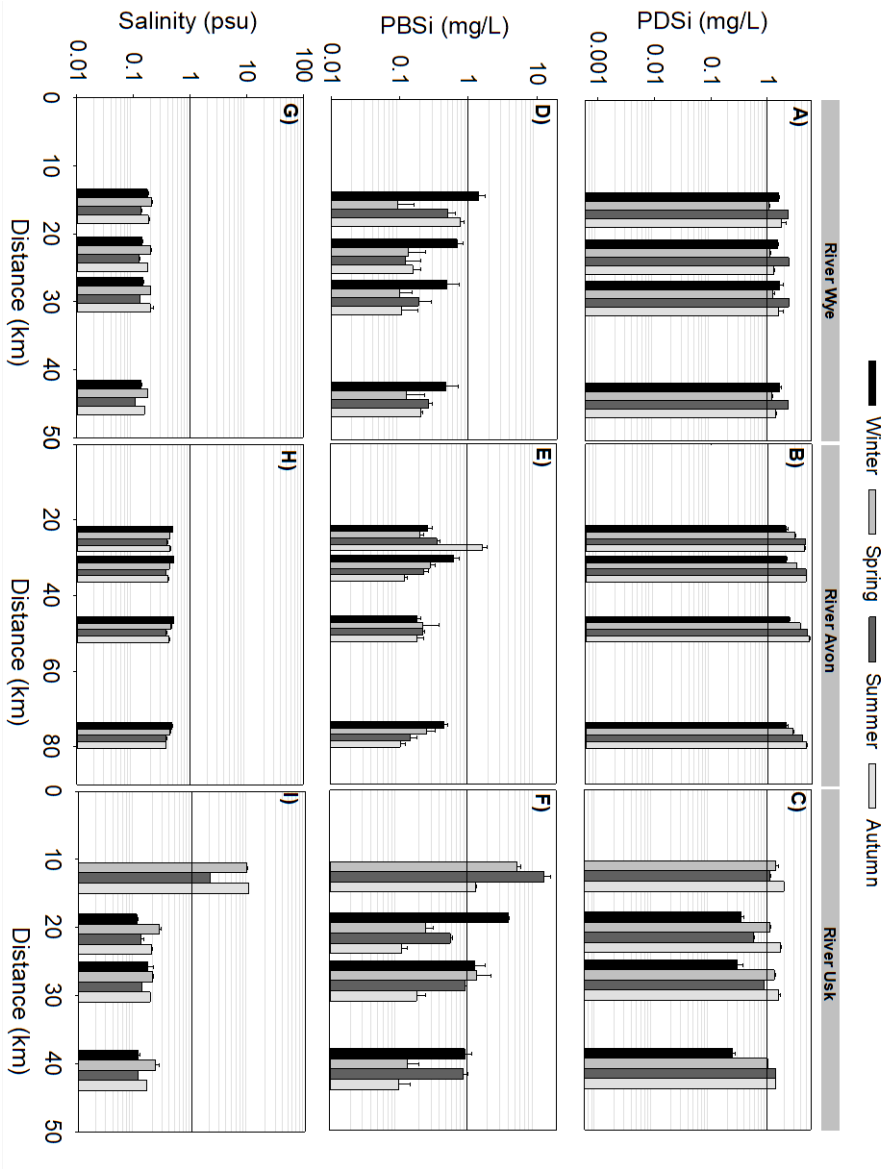 Winter Spring Summer Autumn
River Wye River Avon River Usk
A) B) C)
PDSi (mg/L)
1
0.1
0.01
0.001
D) E) F)
PBSi (mg/L)
10
1
0.1
0.01
G) H) I)
Salinity (psu)
100
10
1
0.1
0.01
0 10 20 30 40 50 20 40 60 80 0 10 20 30 40 50
Distance (km) Distance (km) Distance (km)